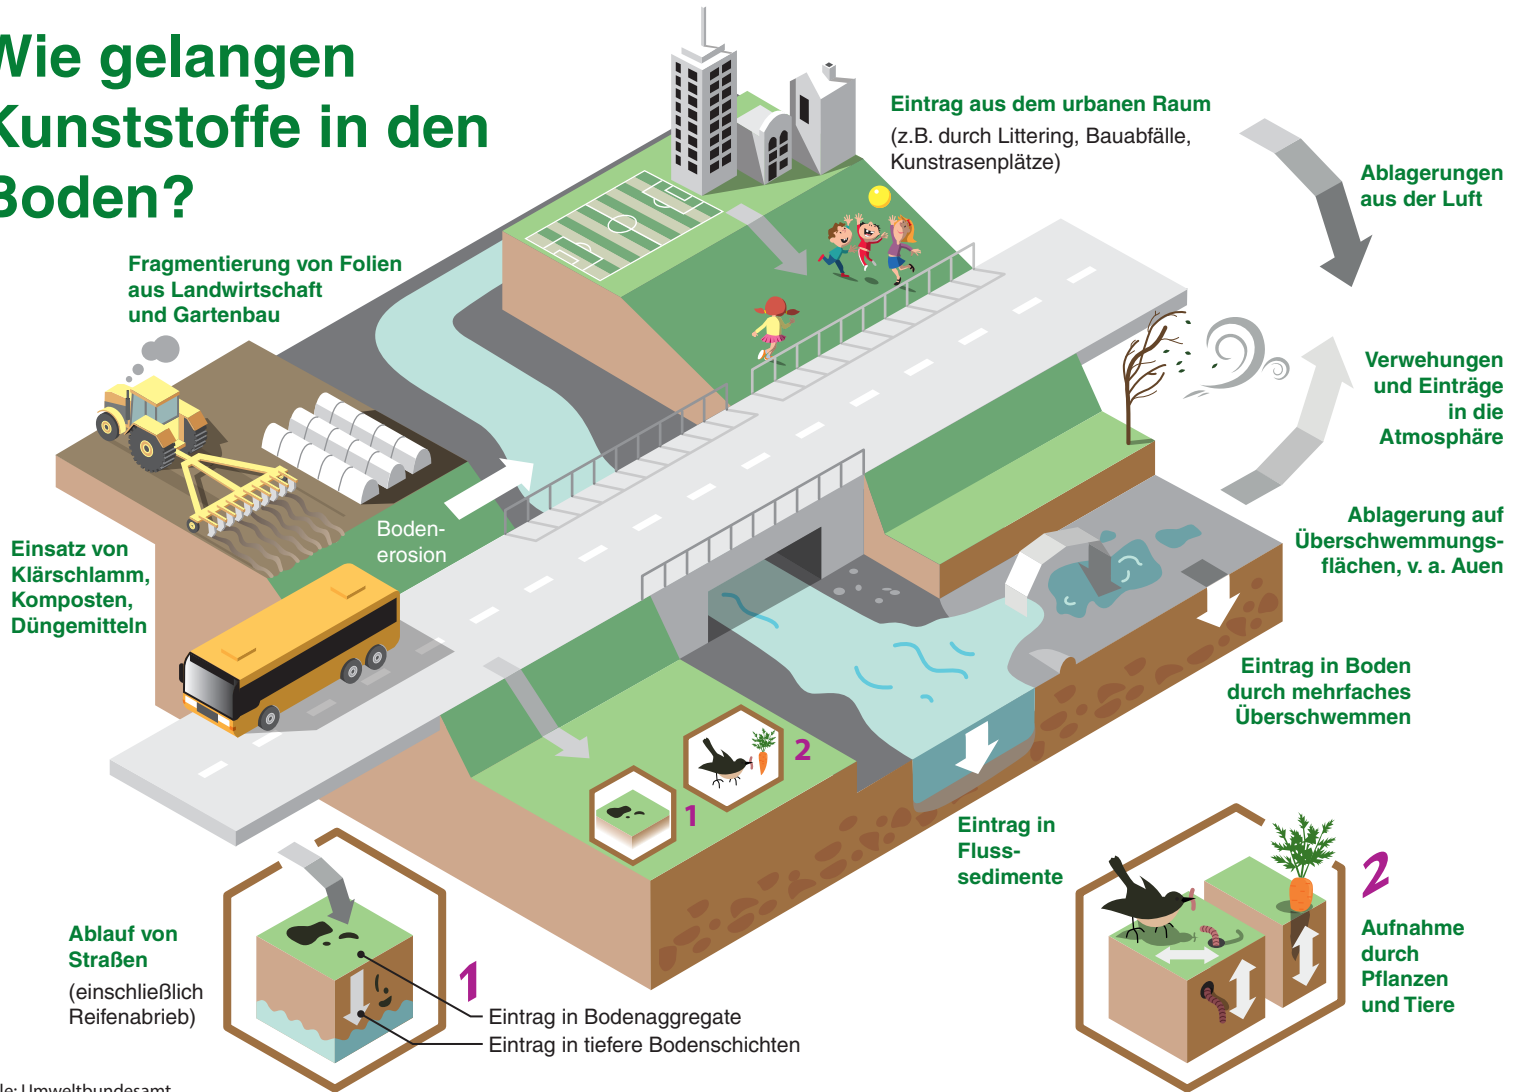 Wie gelangen
Kunststoffe in den
Boden?
Eintrag aus dem urbanen Raum
(z.B. durch Littering, Bauabfälle,
Kunstrasenplätze)
Ablagerungen
aus der Luft
Fragmentierung von Folien
aus Landwirtschaft
und Gartenbau
Verwehungen
und Einträge
in die
Atmosphäre
Einsatz von
Klärschlamm,
Komposten,
Düngemitteln
Boden-
erosion
Ablagerung auf
Überschwemmungs-
flächen, v. a. Auen
Eintrag in Boden
durch mehrfaches
Überschwemmen
2
1
Eintrag in
Fluss-
sedimente
Ablauf von
Straßen
(einschließlich
Reifenabrieb)
1
Eintrag in Bodenaggregate
Eintrag in tiefere Bodenschichten
2
Aufnahme
durch
Pflanzen
und Tiere
le: Umweltbundesamt